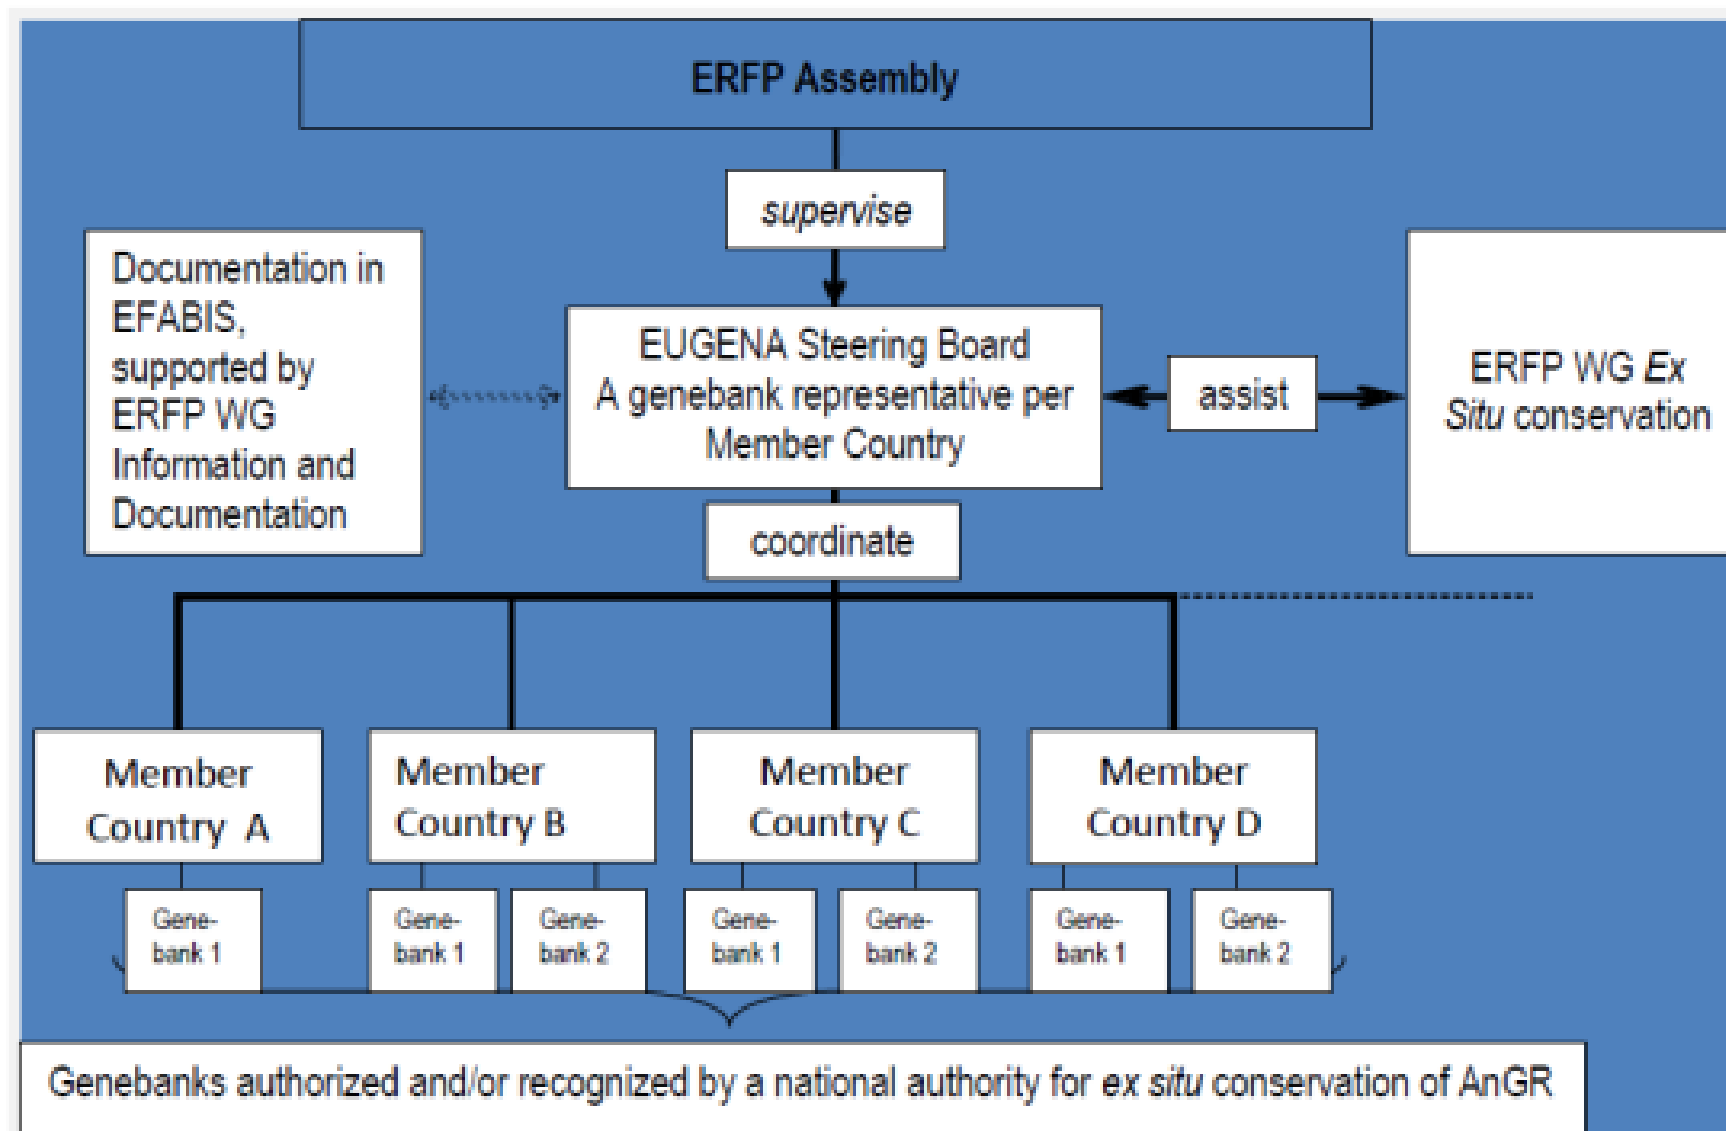 ERFP Assembly
supervise
Documentation in
EFABIS,
supported by
ERFP WG
Information and
Documentation
EUGENA Steering Board
A genebank representative per
Member Country
assist
ERFP WG Ex
Situ conservation
coordinate
Member
Country A
Member
Country B
Member
Country C
Member
Country D
Gene-
bank 1
Gene-
bank 1
Gene-
bank 2
Gene-
bank 1
Gene-
bank 2
Gene-
bank 1
Gene-
bank 2
Genebanks authorized and/or recognized by a national authority for ex situ conservation of AnGR